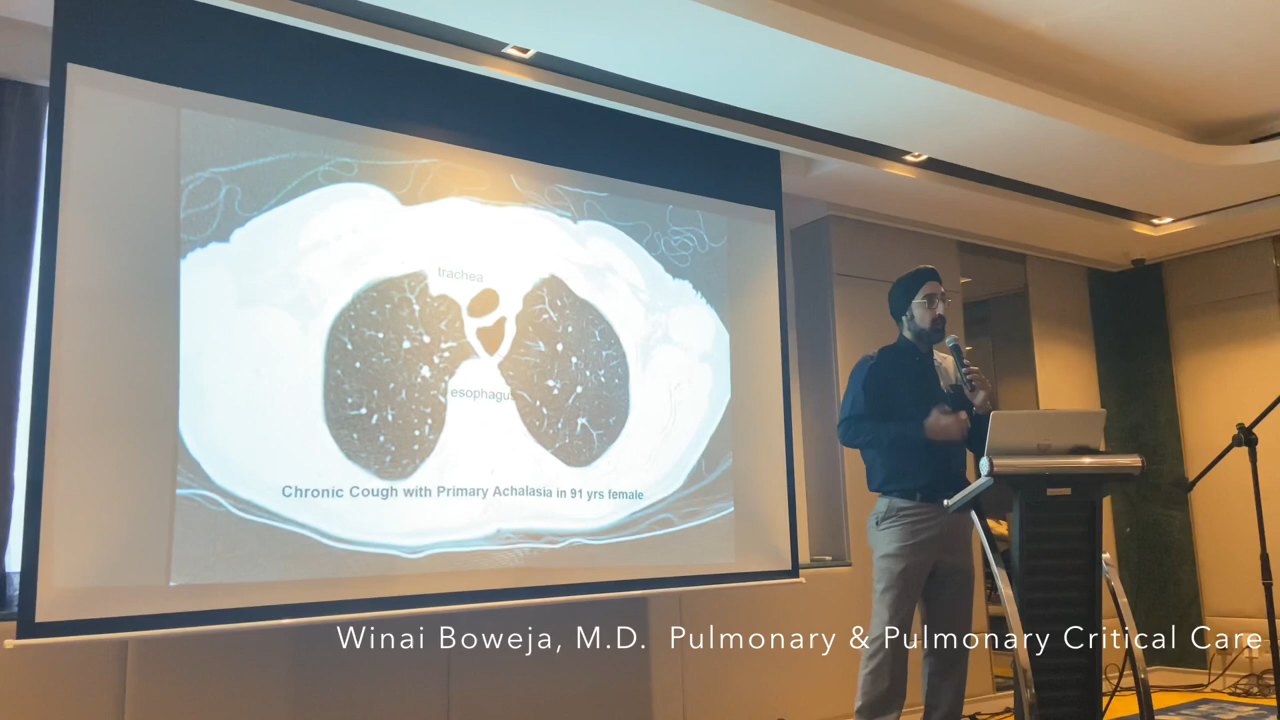 trachea
esophagus
Chronic Cough with Primary Achalasia in 91 yrs female
Winai Boweja, M.D.  Pulmonary & Pulmonary Critical Care